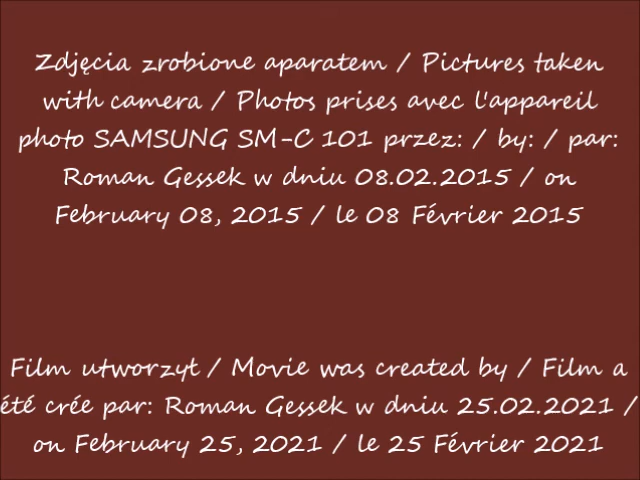 Zdjęcia zrobione aparatem / Pictures taken
with camera / Photos prises avec l'appareil
photo SAMSUNG SM-C 101 przez: / by: / par:
Roman Gessek w dniu 08.02.2015 / on
February 08, 2015 / le 08 Février 2015
Film utworzył / Movie was created by / Film a
été crée par: Roman Gessek w dniu 25.02.2021 /
on February 25, 2021 / le 25 Février 2021